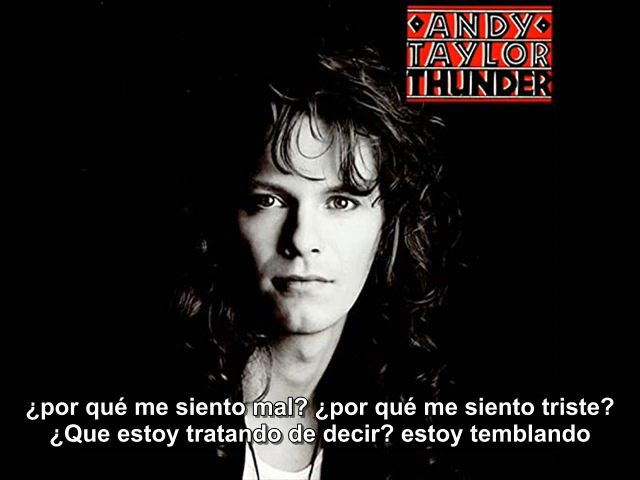 ANDY
TAYLOR
THUNDER
¿por qué me siento mal? ¿por qué me siento triste?
¿Que estoy tratando de decir? estoy temblando